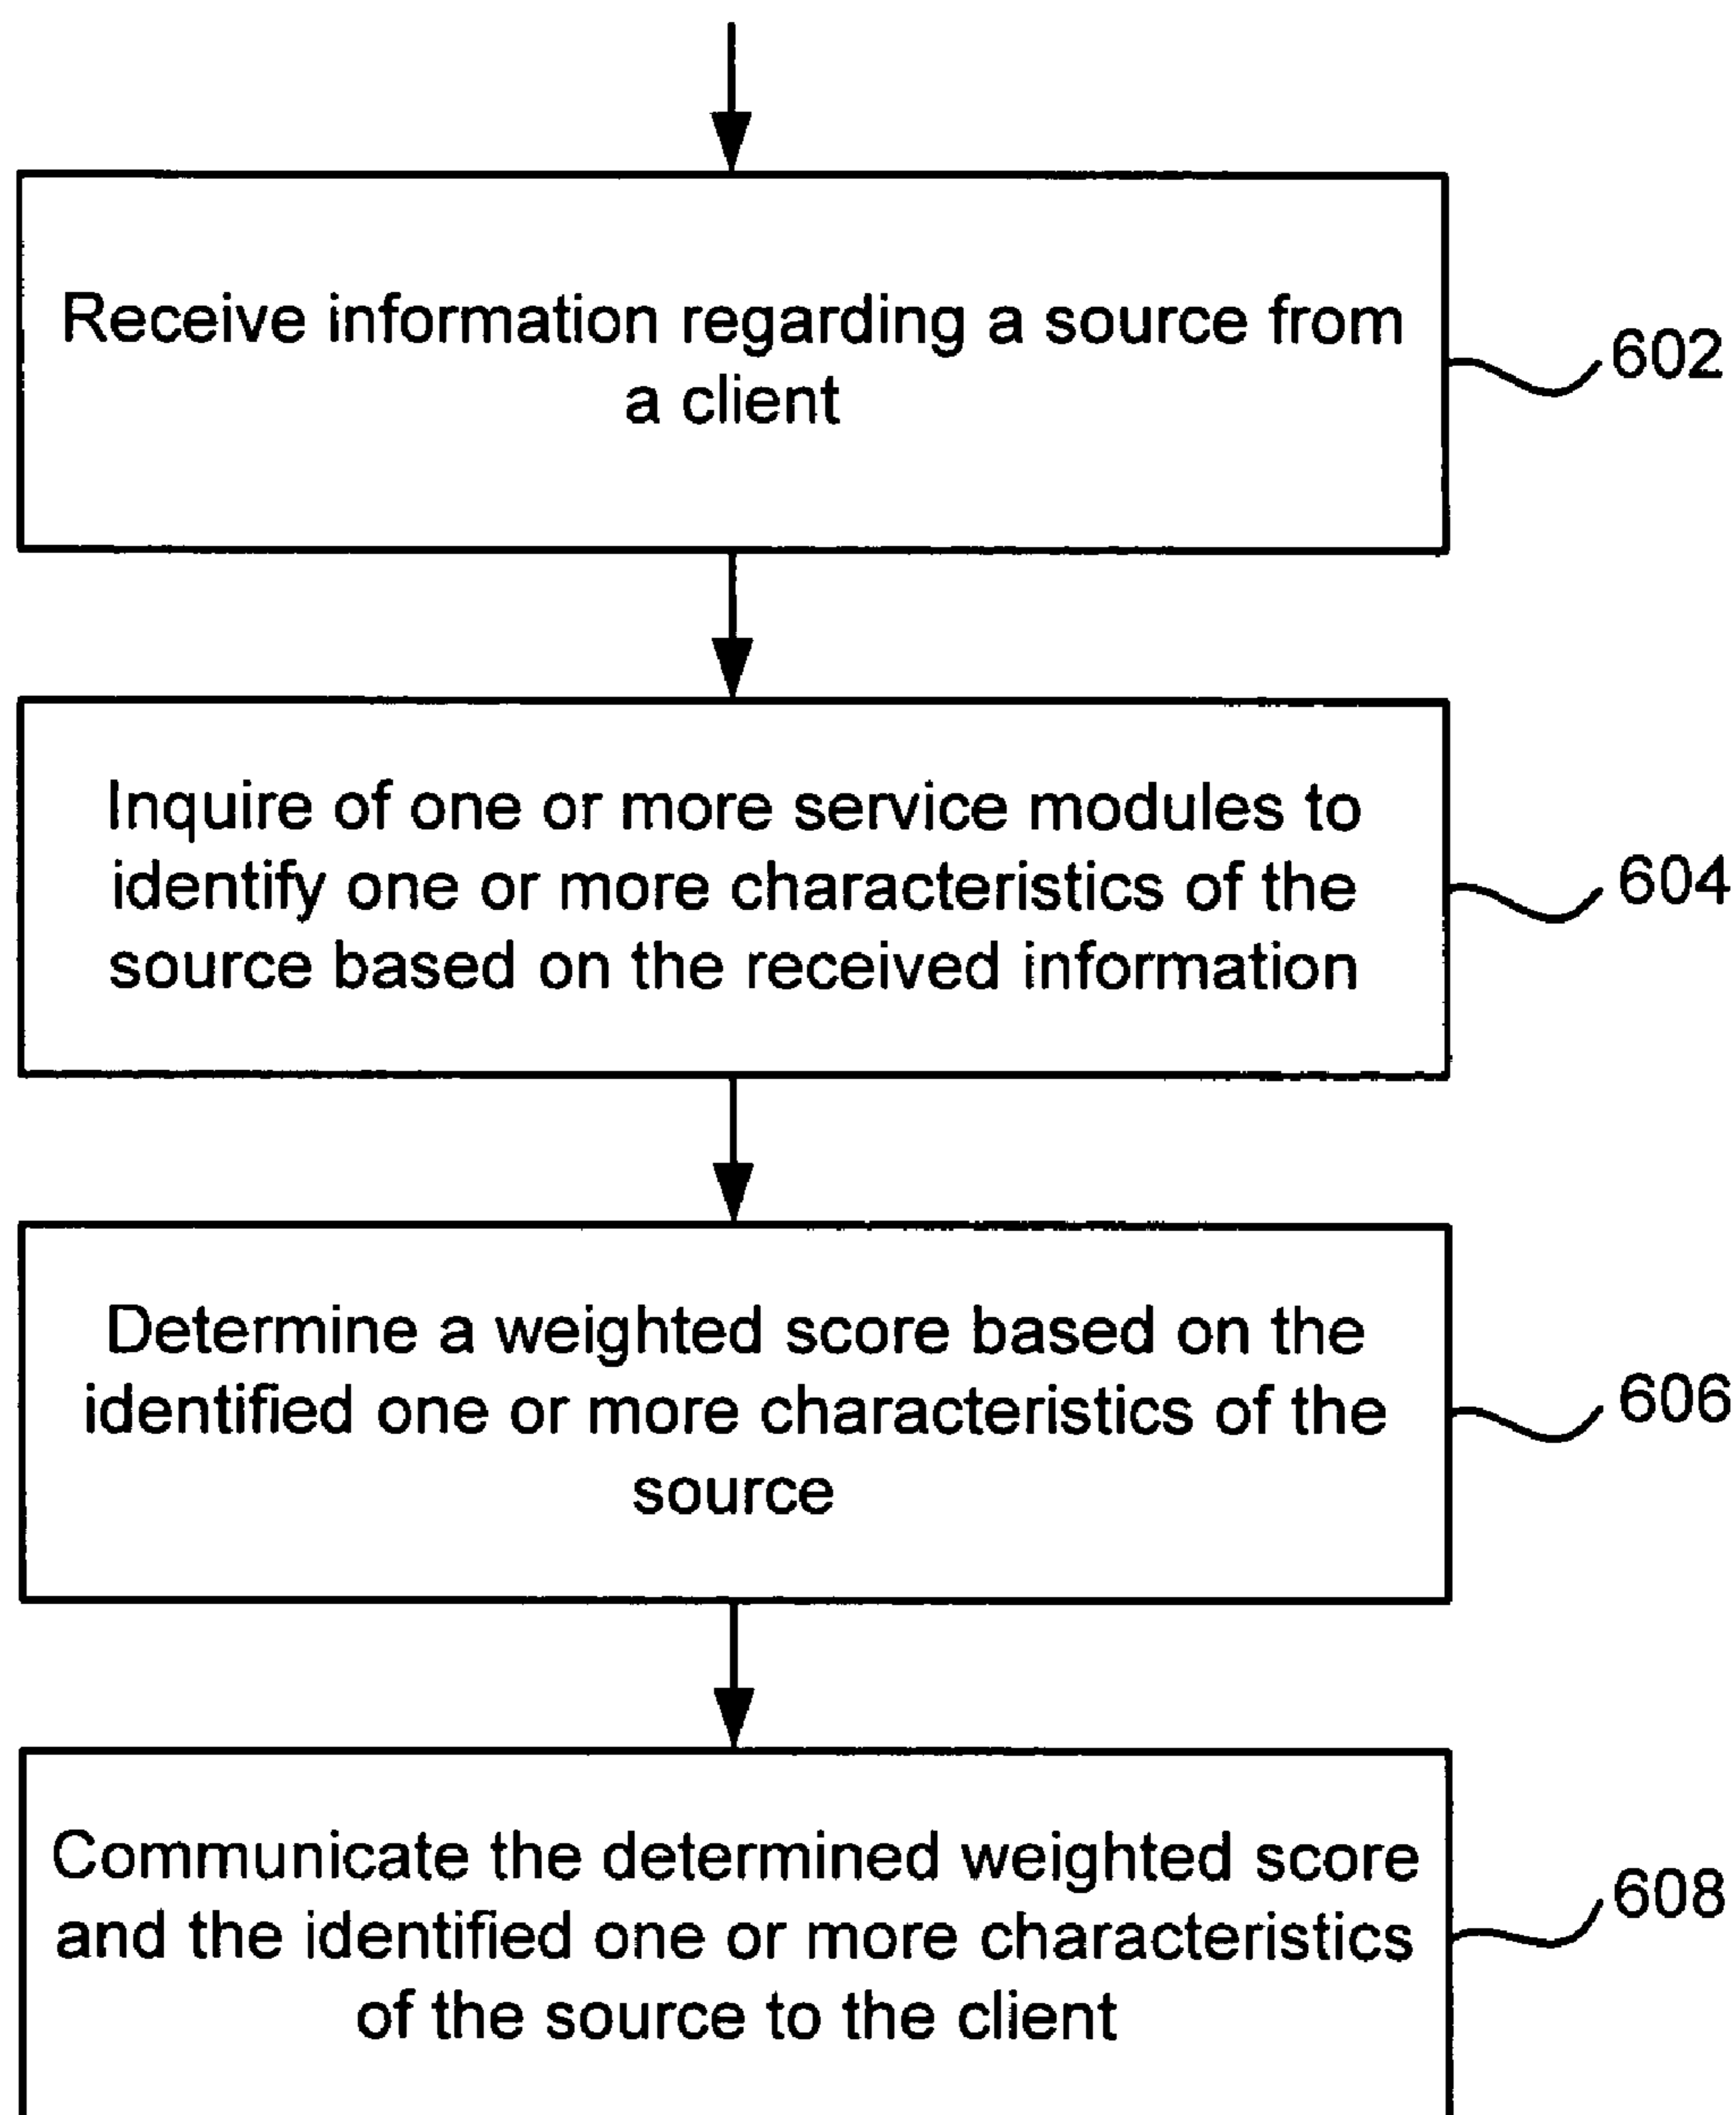 Receive information regarding a source from
a client
602
Inquire of one or more service modules to
identify one or more characteristics of the
source based on the received information
604
Determine a weighted score based on the
identified one or more characteristics of the
source
606
Communicate the determined weighted score
and the identified one or more characteristics
of the source to the client
608